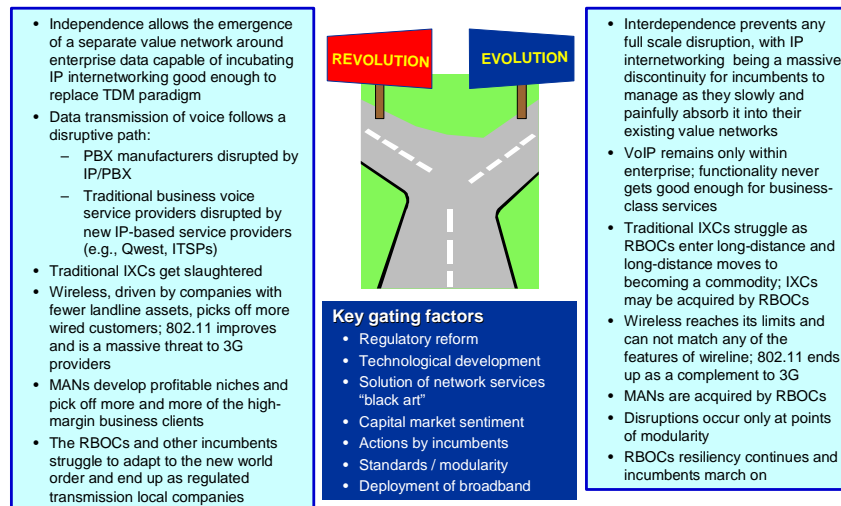 • Independence allows the emergence
of a separate value network around
enterprise data capable of incubating
IP internetworking good enough to
replace TDM paradigm
• Data transmission of voice follows a
disruptive path:
– PBX manufacturers disrupted by
IP/PBX
– Traditional business voice
service providers disrupted by
new IP-based service providers
(e.g., Qwest, ITSPs)
• Traditional IXCs get slaughtered
• Wireless, driven by companies with
fewer landline assets, picks off more
wired customers; 802.11 improves
and is a massive threat to 3G
providers
• MANs develop profitable niches and
pick off more and more of the high-
margin business clients
• The RBOCs and other incumbents
struggle to adapt to the new world
order and end up as regulated
transmission local companies
REVOLUTION
EVOLUTION
Key gating factors
• Regulatory reform
• Technological development
• Solution of network services
"black art"
• Capital market sentiment
• Actions by incumbents
• Standards / modularity
• Deployment of broadband
• Interdependence prevents any
full scale disruption, with IP
internetworking being a massive
discontinuity for incumbents to
manage as they slowly and
painfully absorb it into their
existing value networks
• VoIP remains only within
enterprise; functionality never
gets good enough for business-
class services
• Traditional IXCs struggle as
RBOCs enter long-distance and
long-distance moves to
becoming a commodity; IXCs
may be acquired by RBOCs
• Wireless reaches its limits and
can not match any of the
features of wireline; 802.11 ends
up as a complement to 3G
• MANs are acquired by RBOCs
• Disruptions occur only at points
of modularity
• RBOCs resiliency continues and
incumbents march on